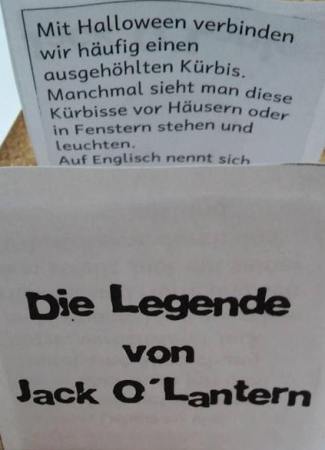 Mit Halloween verbinden
wir häufig einen
ausgehöhlten Kürbis.
Manchmal sieht man diese
Kürbisse vor Häusern oder
in Fenstern stehen und
leuchten.
Auf Englisch nennt sich
Die Legende
von
Jack O´Lantern